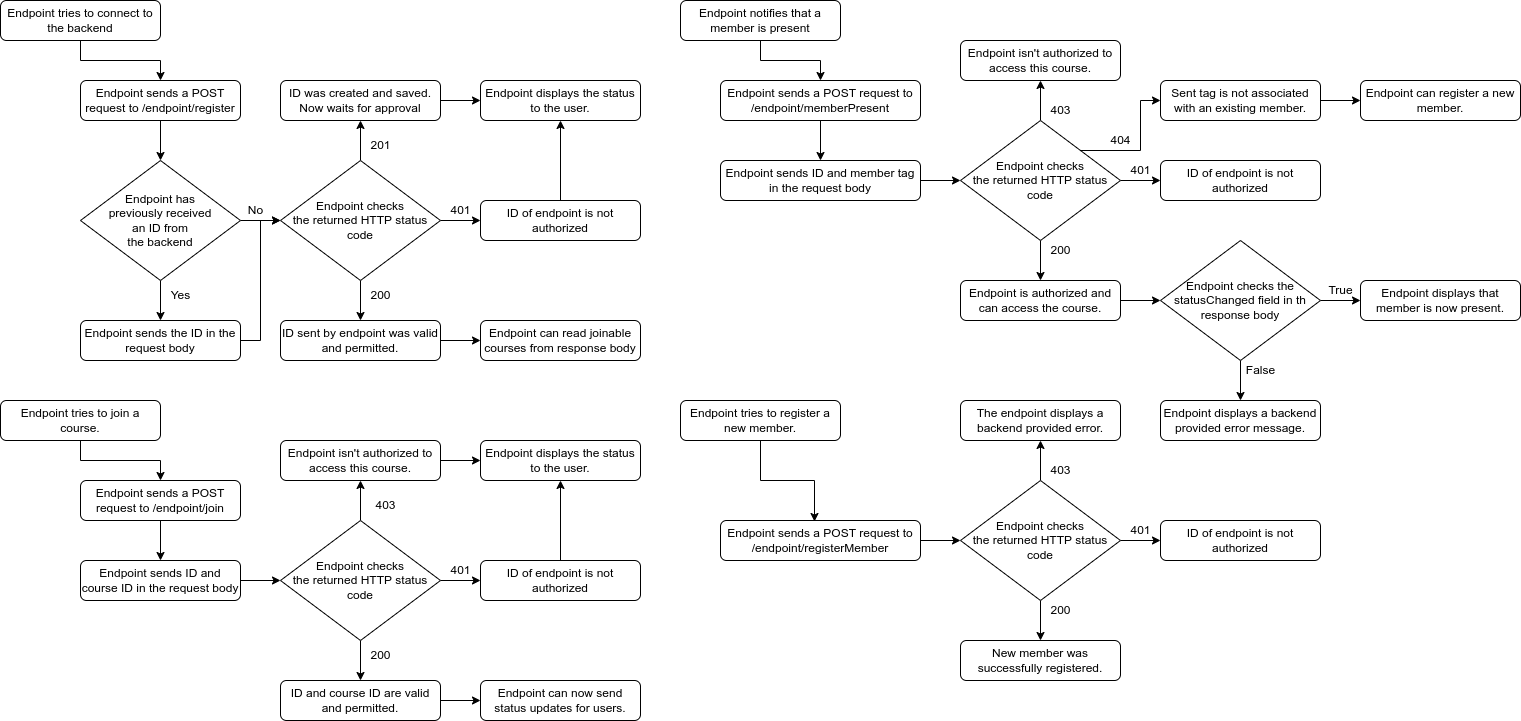 Endpoint tries to connect to
the backend
Endpoint sends a POST
request to /endpoint/register
Endpoint has
previously received
an ID from
the backend
No
Yes
Endpoint sends the ID in the
request body
ID was created and saved.
Now waits for approval
Endpoint displays the status
to the user.
201
Endpoint checks
the returned HTTP status
code
401
ID of endpoint is not
authorized
200
ID sent by endpoint was valid
and permitted.
Endpoint can read joinable
courses from response body
Endpoint tries to join a
course.
Endpoint sends a POST
request to /endpoint/join
Endpoint sends ID and
course ID in the request body
Endpoint isn't authorized to
access this course.
Endpoint displays the status
to the user.
403
Endpoint checks
the returned HTTP status
code
401
ID of endpoint is not
authorized
200
ID and course ID are valid
and permitted.
Endpoint can now send
status updates for users.
Endpoint notifies that a
member is present
Endpoint sends a POST request to
/endpoint/memberPresent
Endpoint sends ID and member tag
in the request body
Endpoint isn't authorized to
access this course.
403
404
Sent tag is not associated
with an existing member.
Endpoint can register a new
member.
Endpoint checks
the returned HTTP status
code
401
ID of endpoint is not
authorized
200
Endpoint is authorized and
can access the course.
Endpoint checks the
statusChanged field in th
response body
True
Endpoint displays that
member is now present.
False
Endpoint displays a backend
provided error message.
Endpoint tries to register a
new member.
Endpoint sends a POST request to
/endpoint/registerMember
The endpoint displays a
backend provided error.
403
Endpoint checks
the returned HTTP status
code
401
ID of endpoint is not
authorized
200
New member was
successfully registered.